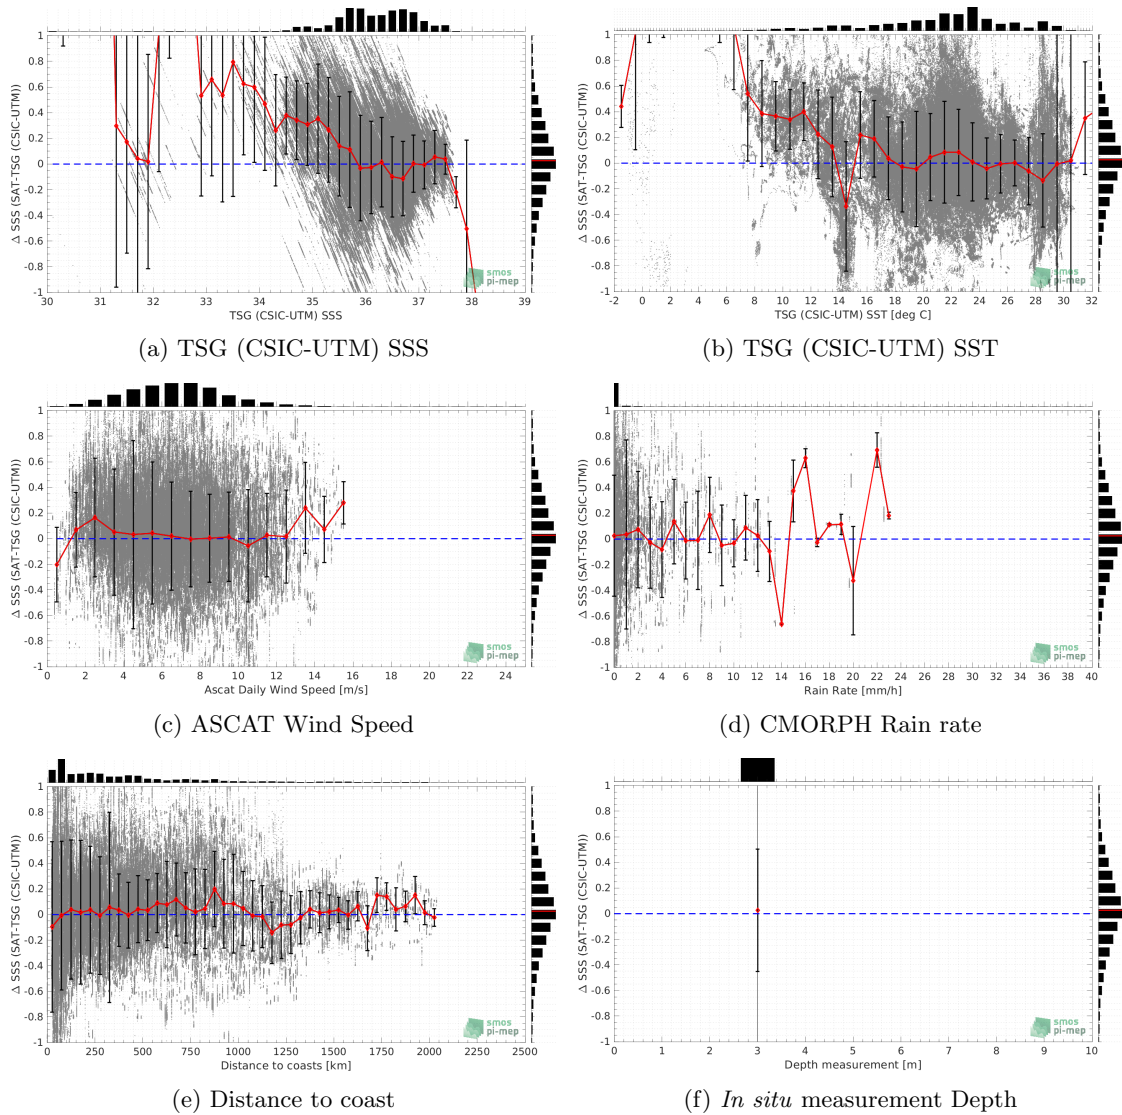 1
0.8
0.6
0.4
0.2
0
-0.2
-0.4
-0.6
-0.8
-1
Δ SSS (SAT-TSG (CSIC-UTM))
30 31 32 33 34 35 36 37 38 39
TSG (CSIC-UTM) SSS
smos
pi-mep
(a) TSG (CSIC-UTM) SSS
1
0.8
0.6
0.4
0.2
0
-0.2
-0.4
-0.6
-0.8
-1
Δ SSS (SAT-TSG (CSIC-UTM))
-2 0 2 4 6 8 10 12 14 16 18 20 22 24 26 28 30 32
TSG (CSIC-UTM) SST [deg C]
smos
pi-mep
(b) TSG (CSIC-UTM) SST
1
0.8
0.6
0.4
0.2
0
-0.2
-0.4
-0.6
-0.8
-1
Δ SSS (SAT-TSG (CSIC-UTM))
0 2 4 6 8 10 12 14 16 18 20 22 24
Ascat Daily Wind Speed [m/s]
smos
pi-mep
(c) ASCAT Wind Speed
1
0.8
0.6
0.4
0.2
0
-0.2
-0.4
-0.6
-0.8
-1
Δ SSS (SAT-TSG (CSIC-UTM))
0 2 4 6 8 10 12 14 16 18 20 22 24 26 28 30 32 34 36 38 40
Rain Rate [mm/h]
smos
pi-mep
(d) CMORPH Rain rate
1
0.8
0.6
0.4
0.2
0
-0.2
-0.4
-0.6
-0.8
-1
Δ SSS (SAT-TSG (CSIC-UTM))
0 250 500 750 1000 1250 1500 1750 2000 2250 2500
Distance to coasts [km]
smos
pi-mep
(e) Distance to coast
1
0.8
0.6
0.4
0.2
0
-0.2
-0.4
-0.6
-0.8
-1
Δ SSS (SAT-TSG (CSIC-UTM))
0 1 2 3 4 5 6 7 8 9 10
Depth measurement [m]
smos
pi-mep
(f) In situ measurement Depth